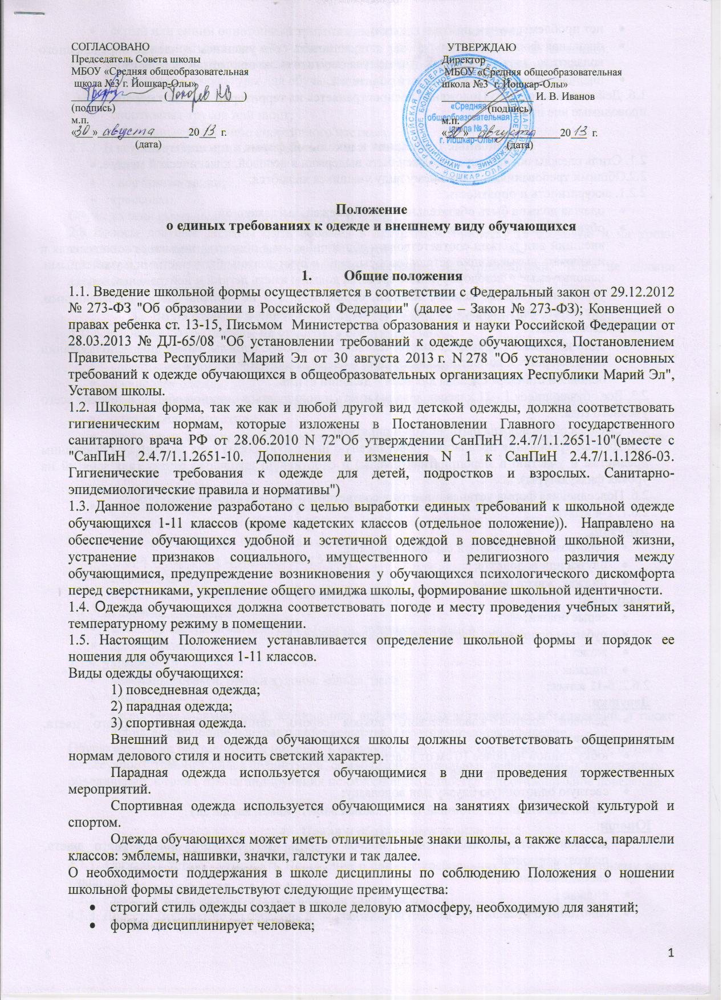 СОГЛАСОВАНО
Председатель Совета школы
МБОУ «Средняя общеобразовательная
школа №3 г. Йошкар-Олы»
(Токорев)
(подпись)
м.п.
«30» августа 2013 г.
(дата)
УТВЕРЖДАЮ
Директор
МБОУ «Средняя общеобразовательная
школа №3 г. Йошкар-Олы»
И. В. Иванов
(подпись)
м.п.
«30» августа 2013 г.
(дата)
«Средняя
общеобразовательная
школа № 3
г. Йошкар-Олы»
Положение
о единых требованиях к одежде и внешнему виду обучающихся
1. Общие положения
1.1. Введение школьной формы осуществляется в соответствии с Федеральный закон от 29.12.2012
№ 273-ФЗ "Об образовании в Российской Федерации" (далее – Закон № 273-ФЗ); Конвенцией о
правах ребенка ст. 13-15, Письмом Министерства образования и науки Российской Федерации от
28.03.2013 № ДЛ-65/08 "Об установлении требований к одежде обучающихся, Постановлением
Правительства Республики Марий Эл от 30 августа 2013 г. N 278 "Об установлении основных
требований к одежде обучающихся в общеобразовательных организациях Республики Марий Эл",
Уставом школы.
1.2. Школьная форма, так же как и любой другой вид детской одежды, должна соответствовать
гигиеническим нормам, которые изложены в Постановлении Главного государственного
санитарного врача РФ от 28.06.2010 N 72"Об утверждении СанПиН 2.4.7/1.1.2651-10"(вместе с
"СанПиН 2.4.7/1.1.2651-10. Дополнения и изменения N 1 к СанПиН 2.4.7/1.1.1286-03.
Гигиенические требования к одежде для детей, подростков и взрослых. Санитарно-
эпидемиологические правила и нормативы")
1.3. Данное положение разработано с целью выработки единых требований к школьной одежде
обучающихся 1-11 классов (кроме кадетских классов (отдельное положение)). Направлено на
обеспечение обучающихся удобной и эстетичной одеждой в повседневной школьной жизни,
устранение признаков социального, имущественного и религиозного различия между
обучающимися, предупреждение возникновения у обучающихся психологического дискомфорта
перед сверстниками, укрепление общего имиджа школы, формирование школьной идентичности.
1.4. Одежда обучающихся должна соответствовать погоде и месту проведения учебных занятий,
температурному режиму в помещении.
1.5. Настоящим Положением устанавливается определение школьной формы и порядок ее
ношения для обучающихся 1-11 классов.
Виды одежды обучающихся:
1) повседневная одежда;
2) парадная одежда;
3) спортивная одежда.
Внешний вид и одежда обучающихся школы должны соответствовать общепринятым
нормам делового стиля и носить светский характер.
Парадная одежда используется обучающимися в дни проведения торжественных
мероприятий.
Спортивная одежда используется обучающимися на занятиях физической культурой и
спортом.
Одежда обучающихся может иметь отличительные знаки школы, а также класса, параллели
классов: эмблемы, нашивки, значки, галстуки и так далее.
О необходимости поддержания в школе дисциплины по соблюдению Положения о ношении
школьной формы свидетельствуют следующие преимущества:
• строгий стиль одежды создает в школе деловую атмосферу, необходимую для занятий;
• форма дисциплинирует человека;
1